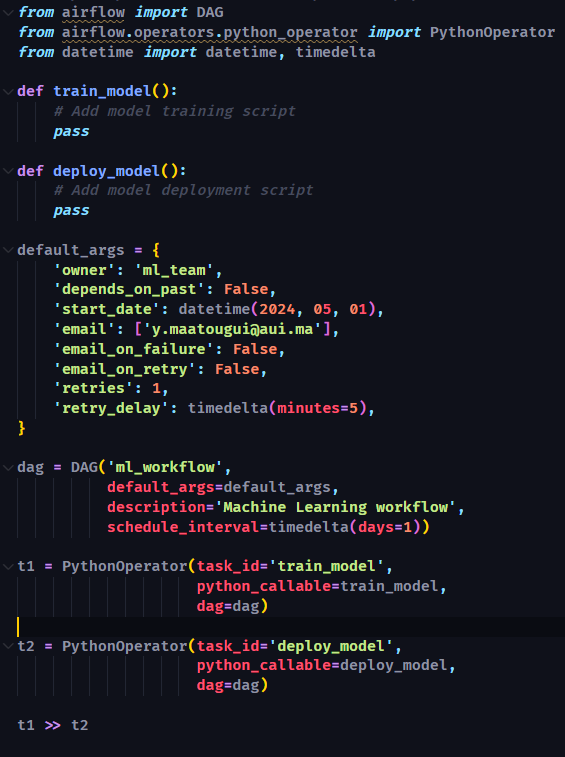 from airflow import DAG
from airflow.operators.python_operator import PythonOperator
from datetime import datetime, timedelta
def train_model():
# Add model training script
pass
def deploy_model():
# Add model deployment script
pass
default_args = {
'owner': 'ml_team',
'depends_on_past': False,
'start_date': datetime(2024, 05, 01),
'email': ['y.maatougui@aui.ma'],
'email_on_failure': False,
'email_on_retry': False,
'retries': 1,
'retry_delay': timedelta(minutes=5),
}
dag = DAG('ml_workflow',
default_args=default_args,
description='Machine Learning workflow',
schedule_interval=timedelta(days=1))
t1 = PythonOperator(task_id='train_model',
python_callable=train_model,
dag=dag)
t2 = PythonOperator(task_id='deploy_model',
python_callable=deploy_model,
dag=dag)
t1 >> t2